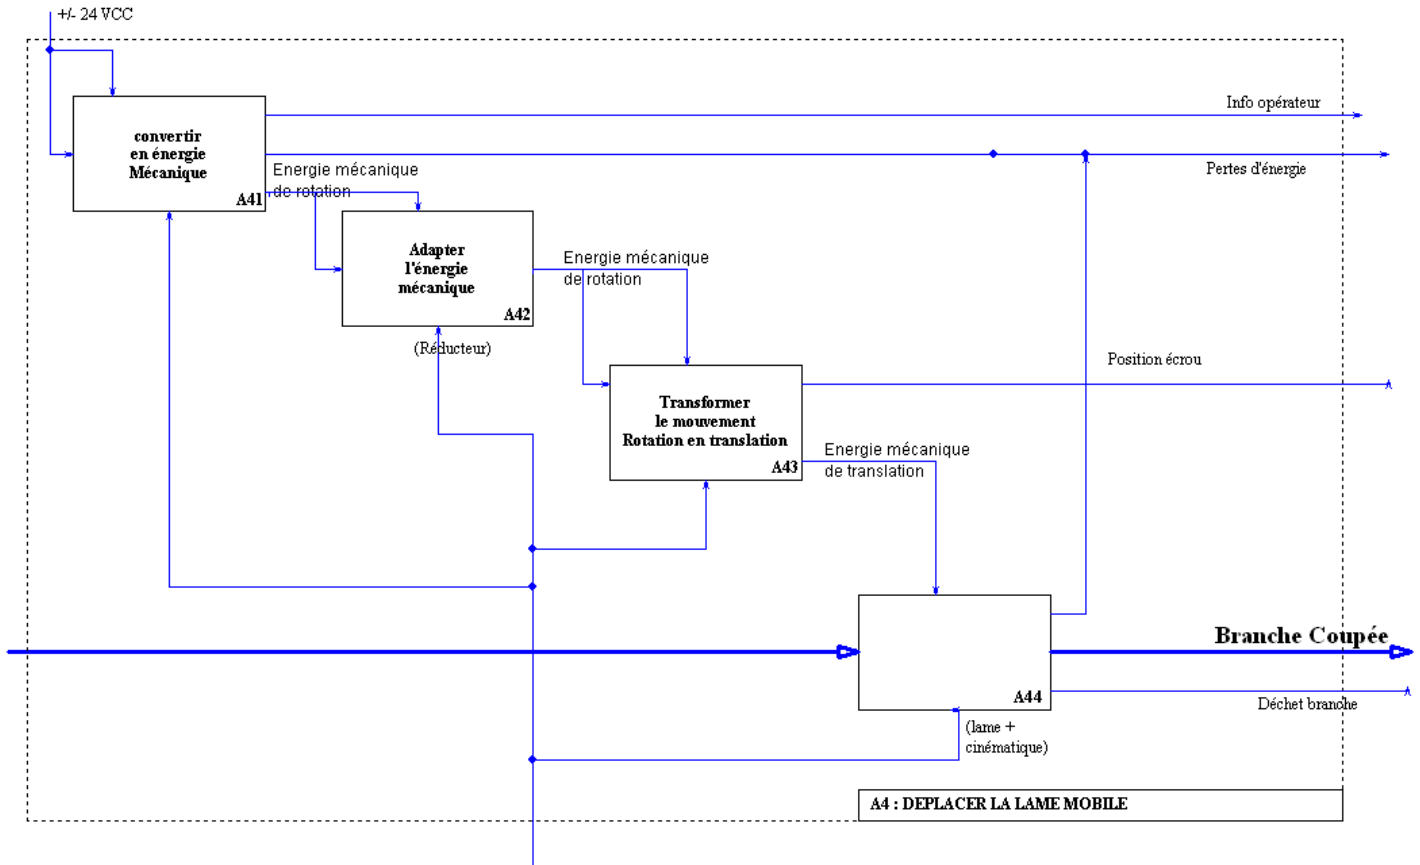 +/- 24 VCC
Info opérateur
convertir
en énergie
Mécanique
A41
Energie mécanique
de rotation
Pertes d'énergie
Adapter
l'énergie
mécanique
A42
(Réducteur)
Energie mécanique
de rotation
Position écrou
Transformer
le mouvement
Rotation en translation
A43
Energie mécanique
de translation
Branche Coupée
A44
Déchet branche
(lame +
cinématique)
A4 : DEPLACER LA LAME MOBILE